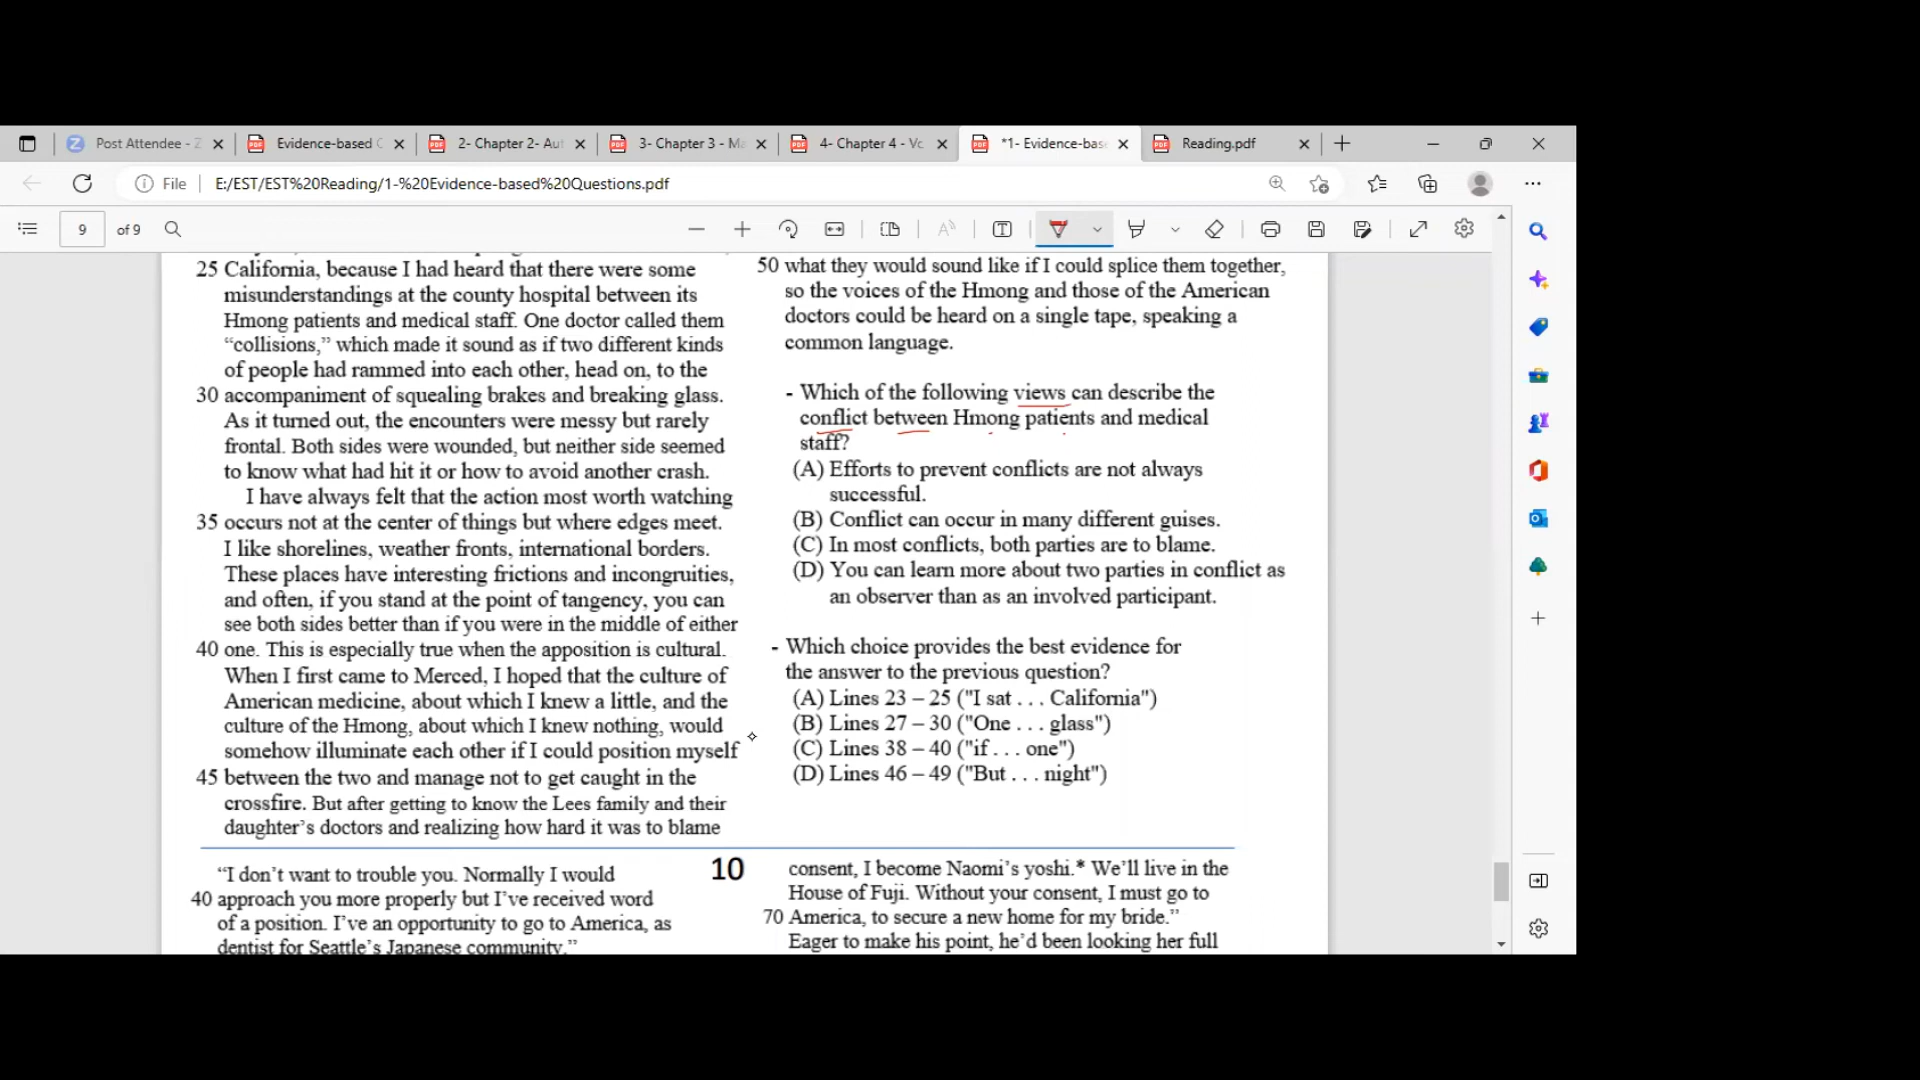 Post Attendee - Z
Evidence-based C
2- Chapter 2- Aut
3- Chapter 3 - Ma
4- Chapter 4 - Vc
*1- Evidence-bas
Reading.pdf
File
E:/EST/EST%20Reading/1-%20Evidence-based%20Questions.pdf
9
of 9
25 California, because I had heard that there were some
misunderstandings at the county hospital between its
Hmong patients and medical staff. One doctor called them
“collisions,” which made it sound as if two different kinds
of people had rammed into each other, head on, to the
30 accompaniment of squealing brakes and breaking glass.
As it turned out, the encounters were messy but rarely
frontal. Both sides were wounded, but neither side seemed
to know what had hit it or how to avoid another crash.
I have always felt that the action most worth watching
35 occurs not at the center of things but where edges meet.
I like shorelines, weather fronts, international borders.
These places have interesting frictions and incongruities,
and often, if you stand at the point of tangency, you can
see both sides better than if you were in the middle of either
40 one. This is especially true when the apposition is cultural.
When I first came to Merced, I hoped that the culture of
American medicine, about which I knew a little, and the
culture of the Hmong, about which I knew nothing, would
somehow illuminate each other if I could position myself
45 between the two and manage not to get caught in the
crossfire. But after getting to know the Lees family and their
daughter’s doctors and realizing how hard it was to blame
50 what they would sound like if I could splice them together,
so the voices of the Hmong and those of the American
doctors could be heard on a single tape, speaking a
common language.
- Which of the following views can describe the
conflict between Hmong patients and medical
staff?
(A) Efforts to prevent conflicts are not always
successful.
(B) Conflict can occur in many different guises.
(C) In most conflicts, both parties are to blame.
(D) You can learn more about two parties in conflict as
an observer than as an involved participant.
- Which choice provides the best evidence for
the answer to the previous question?
(A) Lines 23 – 25 ("I sat . . . California")
(B) Lines 27 – 30 ("One . . . glass")
(C) Lines 38 – 40 ("if . . . one")
(D) Lines 46 – 49 ("But . . . night")
10
“I don’t want to trouble you. Normally I would
40 approach you more properly but I’ve received word
of a position. I’ve an opportunity to go to America, as
dentist for Seattle’s Japanese community.”
consent, I become Naomi’s yoshi.* We’ll live in the
House of Fuji. Without your consent, I must go to
70 America, to secure a new home for my bride.”
Eager to make his point, he’d been looking her full